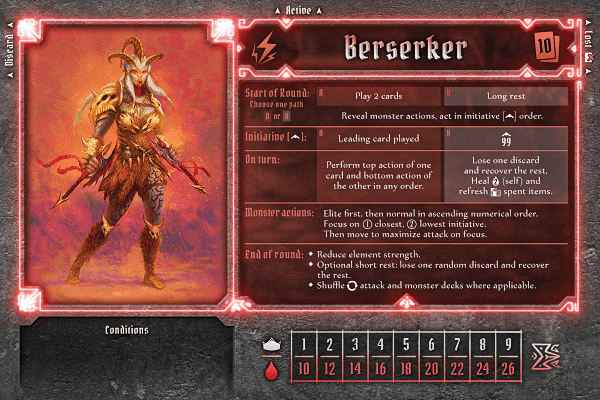 Active
Discard
Lost
Berserker
10
Start of Round:
Choose one path
A or B
A Play 2 cards
B Long rest
Reveal monster actions, act in initiative order.
Initiative [ ]:
A Leading card played
B 99
On turn:
Perform top action of one
card and bottom action of
the other in any order.
Lose one discard
and recover the rest,
Heal 2 (self) and
refresh spent items.
Monster actions:
Elite first, then normal in ascending numerical order.
Focus on ① closest, ② lowest initiative.
Then move to maximize attack on focus.
End of round:
◆ Reduce element strength.
◆ Optional short rest: lose one random discard and recover
the rest.
◆ Shuffle attack and monster decks where applicable.
Conditions
1 2 3 4 5 6 7 8 9
10 12 14 16 18 20 22 24 26